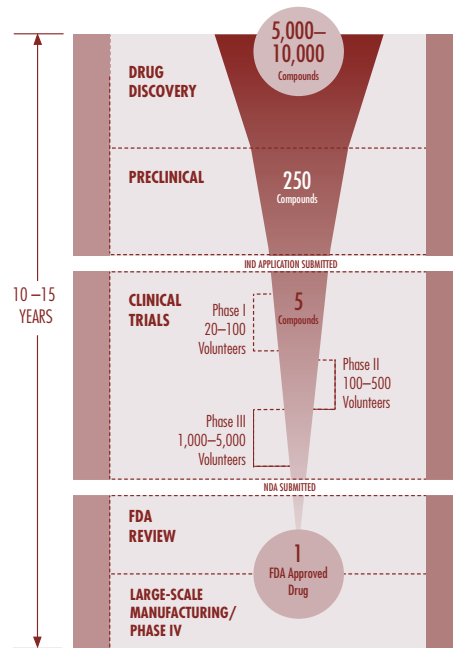 5,000–
10,000
Compounds
DRUG
DISCOVERY
PRECLINICAL
250
Compounds
IND APPLICATION SUBMITTED
10 –15
YEARS
CLINICAL
TRIALS
5
Compounds
Phase I
20–100
Volunteers
Phase II
100–500
Volunteers
Phase III
1,000–5,000
Volunteers
NDA SUBMITTED
FDA
REVIEW
1
FDA Approved
Drug
LARGE-SCALE
MANUFACTURING/
PHASE IV